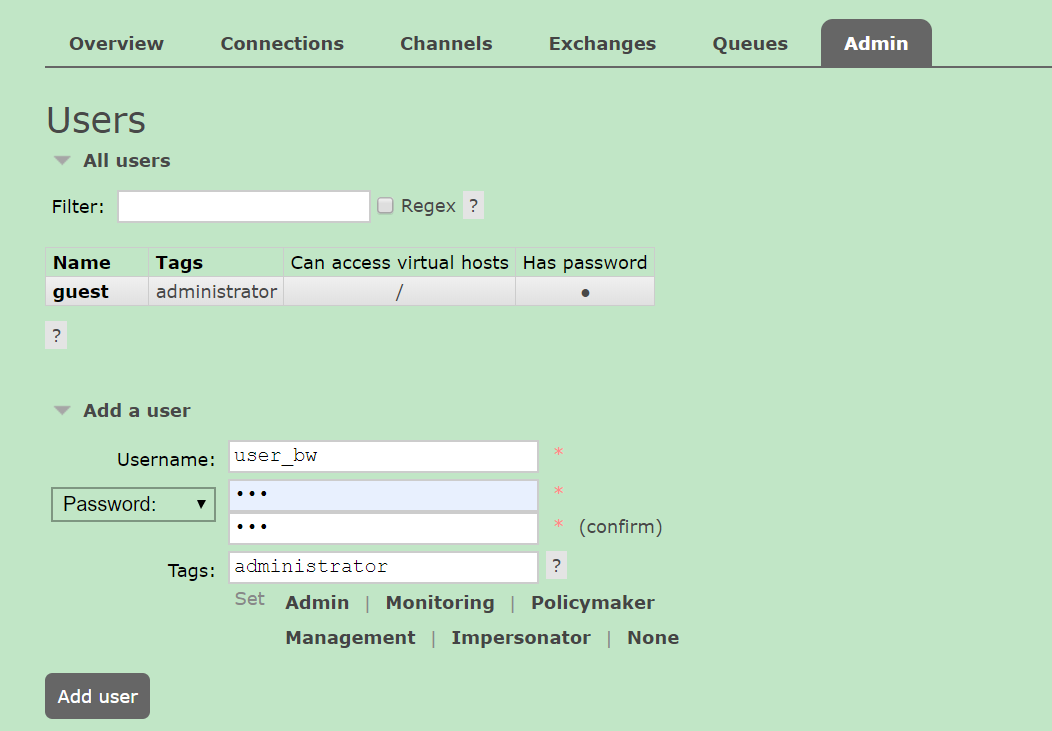 Overview Connections Channels Exchanges Queues Admin
Users
All users
Filter: Regex ?
Name Tags Can access virtual hosts Has password
guest administrator / ●
?
Add a user
Username: user_bw *
Password: ••• *
••• * (confirm)
Tags: administrator ?
Set Admin | Monitoring | Policymaker
Management | Impersonator | None
Add user